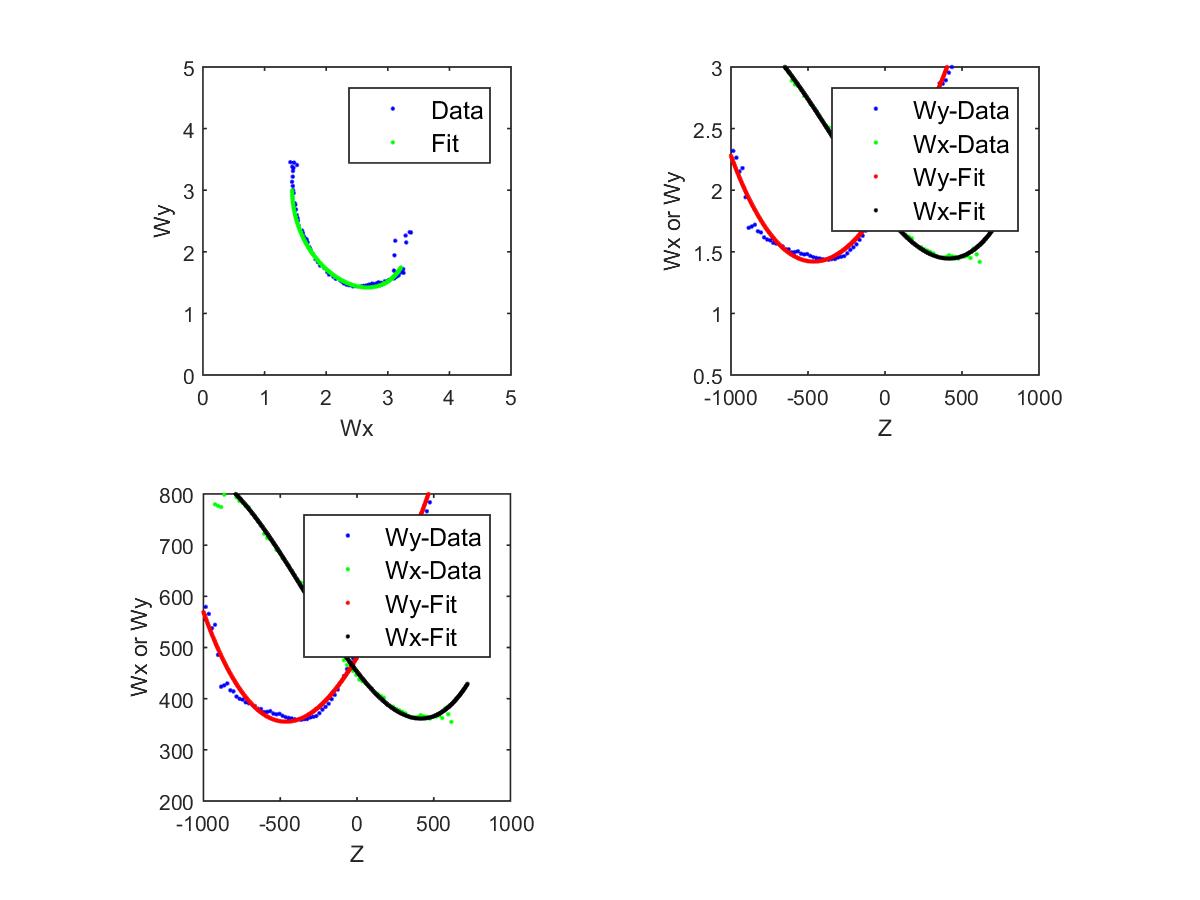 5
4
3
2
1
0
0 1 2 3 4 5
Wy
Wx
Data
Fit
3
2.5
2
1.5
1
0.5
-1000 -500 0 500 1000
Wx or Wy
Z
Wy-Data
Wx-Data
Wy-Fit
Wx-Fit
800
700
600
500
400
300
200
-1000 -500 0 500 1000
Wx or Wy
Z
Wy-Data
Wx-Data
Wy-Fit
Wx-Fit